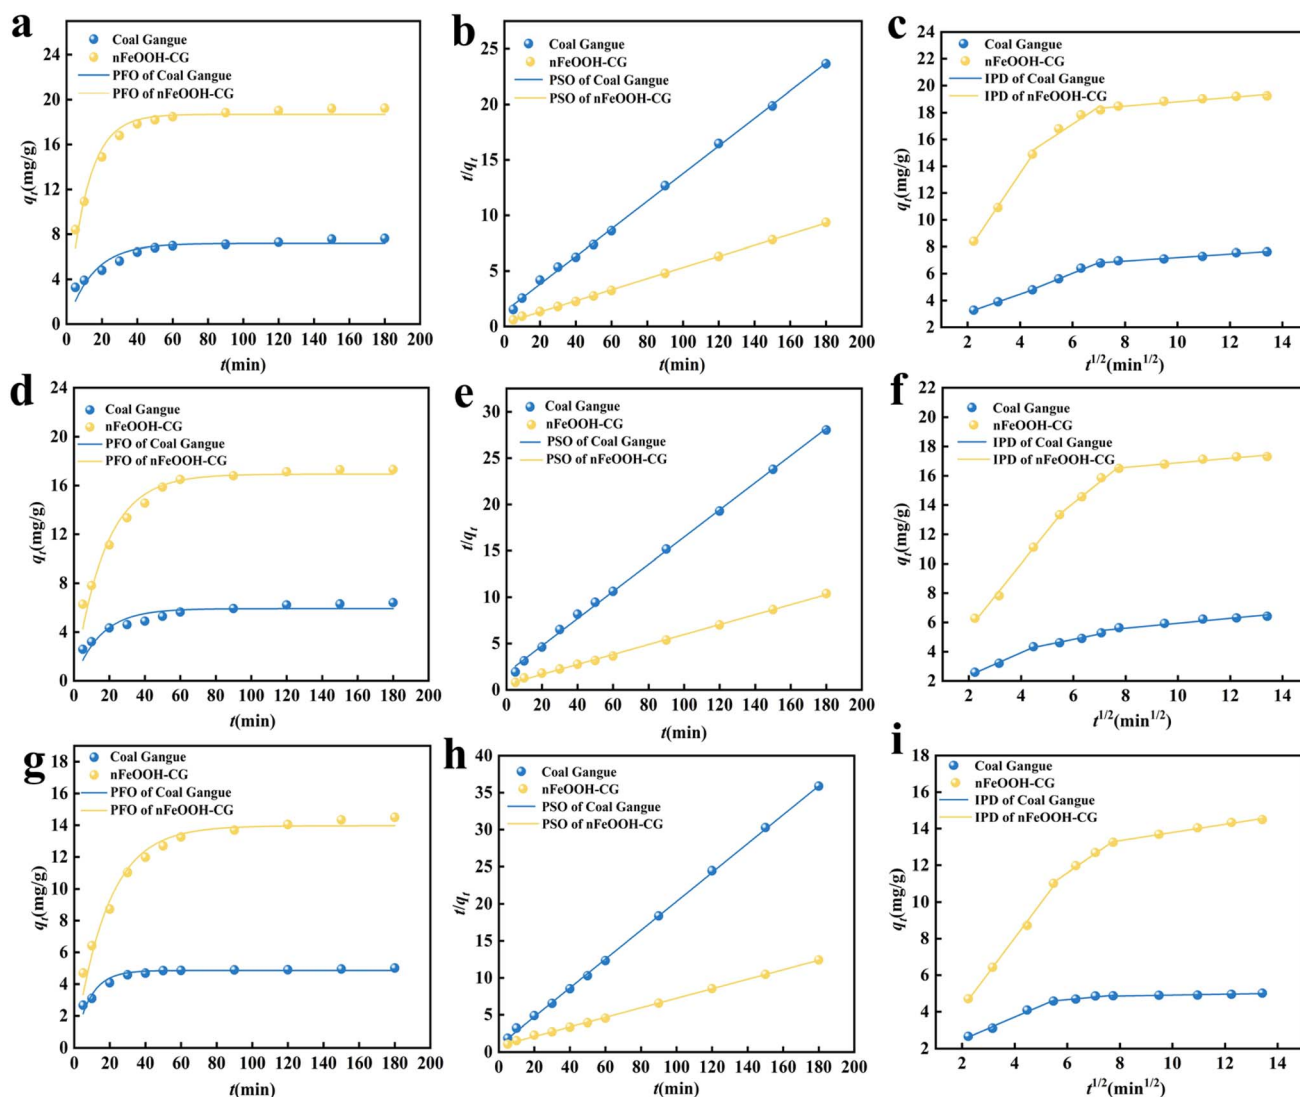 a
Coal Gangue
nFeOOH-CG
PFO of Coal Gangue
PFO of nFeOOH-CG
24
20
16
12
8
4
0
qt(mg/g)
0 20 40 60 80 100 120 140 160 180 200
t(min)
b
Coal Gangue
nFeOOH-CG
PSO of Coal Gangue
PSO of nFeOOH-CG
25
20
15
10
5
0
t/qt
0 20 40 60 80 100 120 140 160 180 200
t(min)
c
Coal Gangue
nFeOOH-CG
IPD of Coal Gangue
IPD of nFeOOH-CG
24
22
20
18
16
14
12
10
8
6
4
2
qt(mg/g)
2 4 6 8 10 12 14
t1/2(min1/2)
d
Coal Gangue
nFeOOH-CG
PFO of Coal Gangue
PFO of nFeOOH-CG
24
20
16
12
8
4
0
qt(mg/g)
0 20 40 60 80 100 120 140 160 180 200
t(min)
e
Coal Gangue
nFeOOH-CG
PSO of Coal Gangue
PSO of nFeOOH-CG
30
25
20
15
10
5
0
t/qt
0 20 40 60 80 100 120 140 160 180 200
t(min)
f
Coal Gangue
nFeOOH-CG
IPD of Coal Gangue
IPD of nFeOOH-CG
22
20
18
16
14
12
10
8
6
4
2
qt(mg/g)
2 4 6 8 10 12 14
t1/2(min1/2)
g
Coal Gangue
nFeOOH-CG
PFO of Coal Gangue
PFO of nFeOOH-CG
18
16
14
12
10
8
6
4
2
0
qt(mg/g)
0 20 40 60 80 100 120 140 160 180 200
t(min)
h
Coal Gangue
nFeOOH-CG
PSO of Coal Gangue
PSO of nFeOOH-CG
40
35
30
25
20
15
10
5
0
t/qt
0 20 40 60 80 100 120 140 160 180 200
t(min)
i
Coal Gangue
nFeOOH-CG
IPD of Coal Gangue
IPD of nFeOOH-CG
18
16
14
12
10
8
6
4
2
qt(mg/g)
2 4 6 8 10 12 14
t1/2(min1/2)